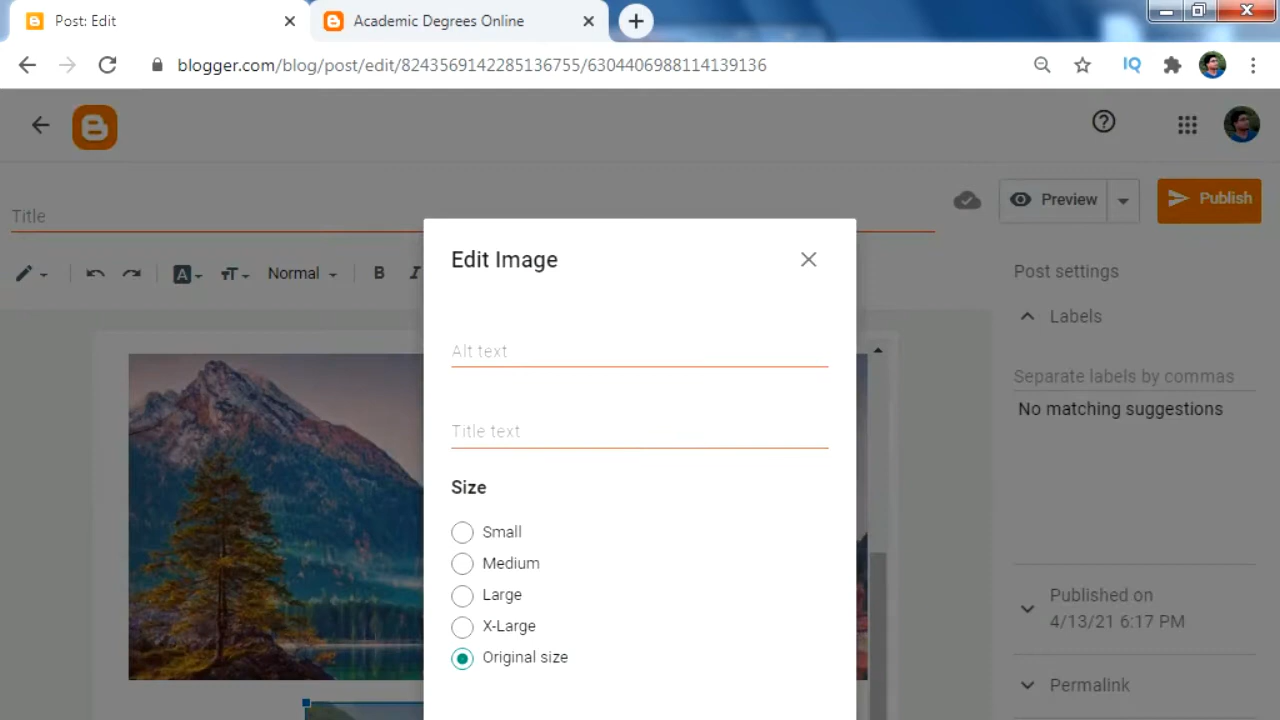 Post: Edit
Academic Degrees Online
blogger.com/blog/post/edit/8243569142285136755/6304406988114139136
IQ
Preview
Publish
Title
A
TT
Normal
B
I
Post settings
Labels
Separate labels by commas
No matching suggestions
Published on
4/13/21 6:17 PM
Permalink
Edit Image
Alt text
Title text
Size
Small
Medium
Large
X-Large
Original size